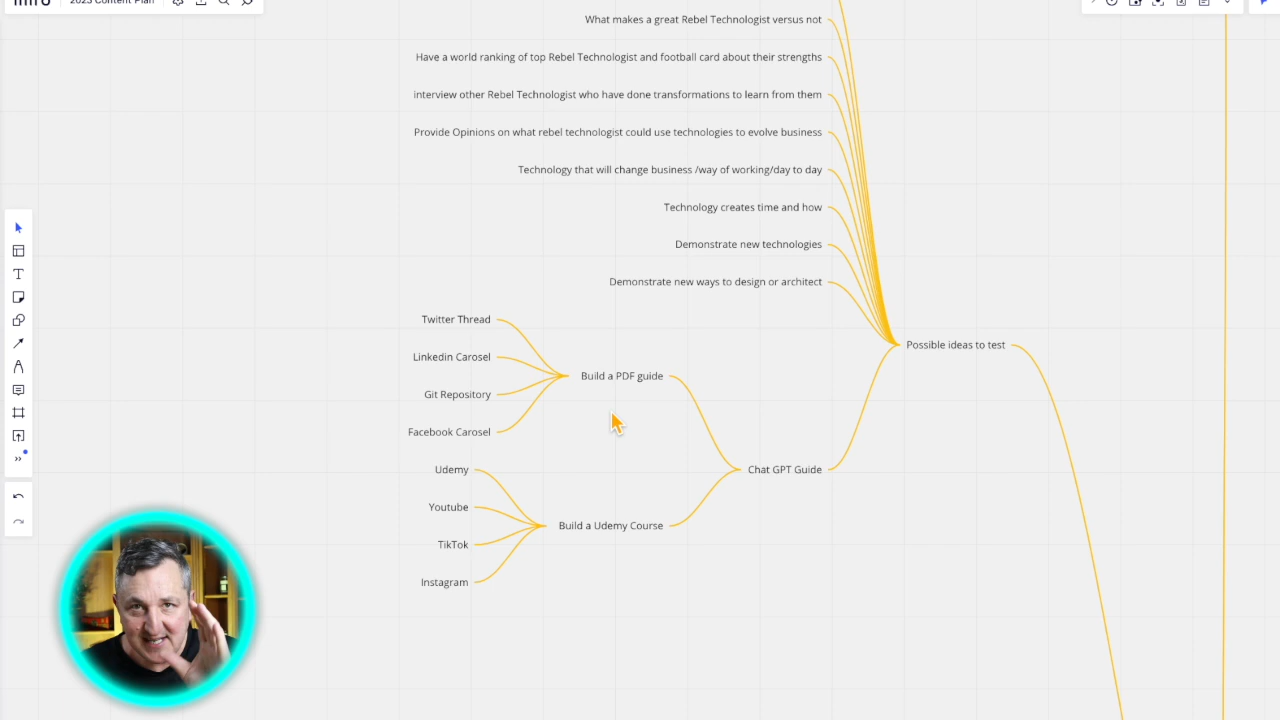 miro
2023 Content Plan
What makes a great Rebel Technologist versus not
Have a world ranking of top Rebel Technologist and football card about their strengths
interview other Rebel Technologist who have done transformations to learn from them
Provide Opinions on what rebel technologist could use technologies to evolve business
Technology that will change business /way of working/day to day
Technology creates time and how
Demonstrate new technologies
Demonstrate new ways to design or architect
Possible ideas to test
Twitter Thread
Linkedin Carosel
Git Repository
Facebook Carosel
Build a PDF guide
Chat GPT Guide
Udemy
Youtube
TikTok
Instagram
Build a Udemy Course